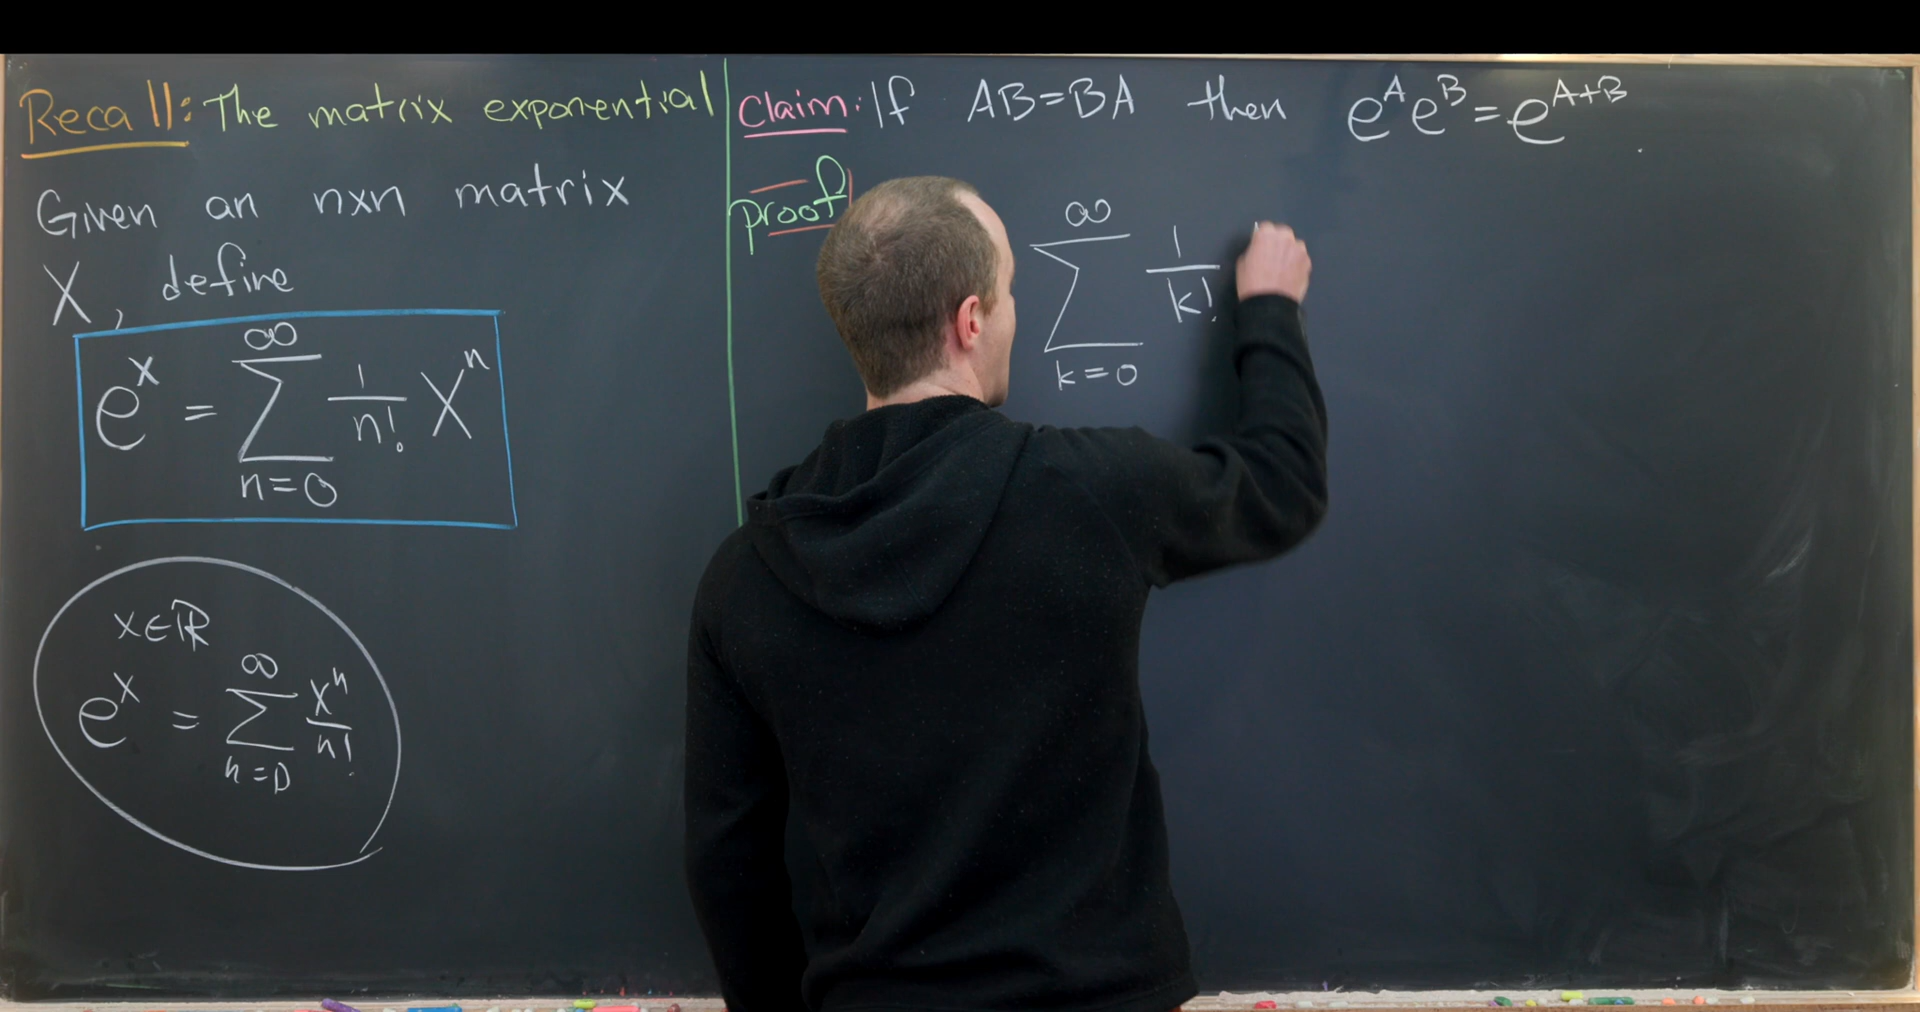 Recall: The matrix exponential
Given an nxn matrix
X, define
e^X = ∑_{n=0}^{∞} 1/n! X^n
x∈ℝ
e^x = ∑_{n=0}^{∞} x^n/n!
Claim: If AB=BA then e^A e^B = e^{A+B}
proof
∑_{k=0}^{∞} 1/k!